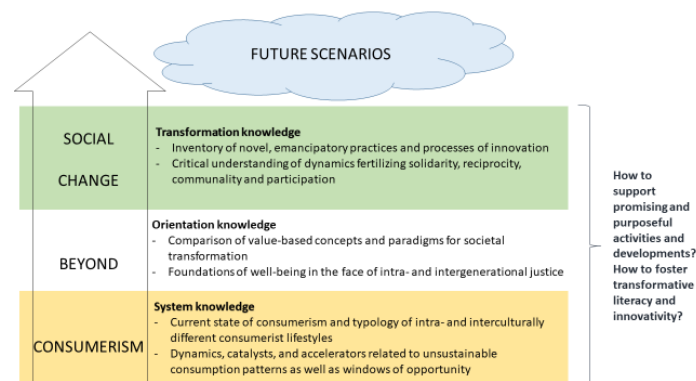 FUTURE SCENARIOS
SOCIAL
CHANGE
Transformation knowledge
- Inventory of novel, emancipatory practices and processes of innovation
- Critical understanding of dynamics fertilizing solidarity, reciprocity,
communality and participation
BEYOND
Orientation knowledge
- Comparison of value-based concepts and paradigms for societal
transformation
- Foundations of well-being in the face of intra- and intergenerational justice
CONSUMERISM
System knowledge
- Current state of consumerism and typology of intra- and interculturally
different consumerist lifestyles
- Dynamics, catalysts, and accelerators related to unsustainable
consumption patterns as well as windows of opportunity
How to
support
promising and
purposeful
activities and
developments?
How to foster
transformative
literacy and
innovativity?